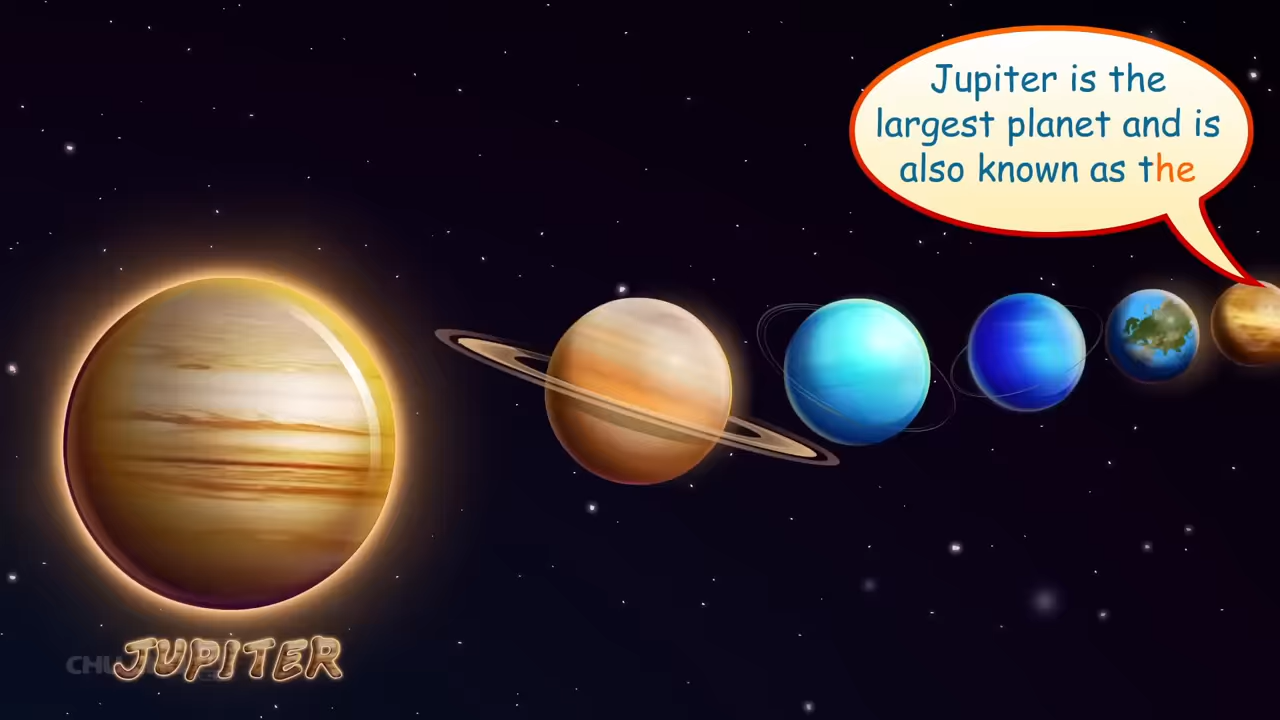 Jupiter is the
largest planet and is
also known as the
JUPITER